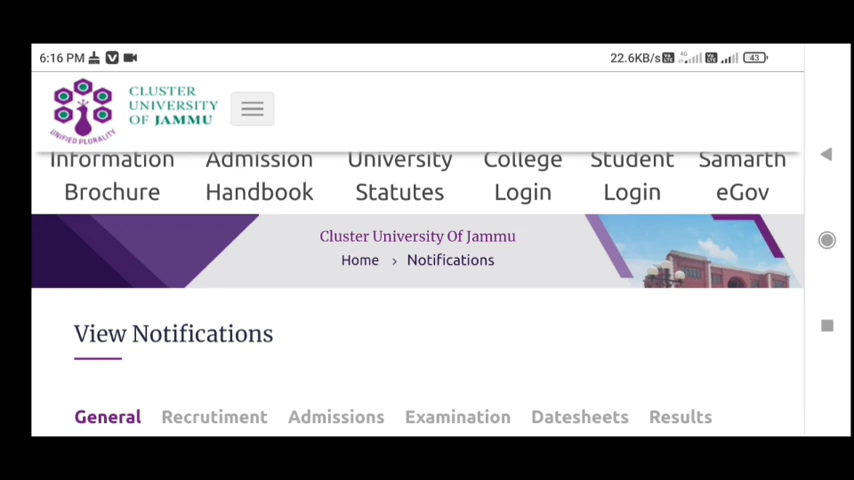 6:16 PM
22.6KB/s
43
CLUSTER
UNIVERSITY
OF JAMMU
UNIFIED PLURALITY
Information Admission University College Student Samarth
Brochure Handbook Statutes Login Login eGov
Cluster University Of Jammu
Home > Notifications
View Notifications
General Recrutiment Admissions Examination Datesheets Results